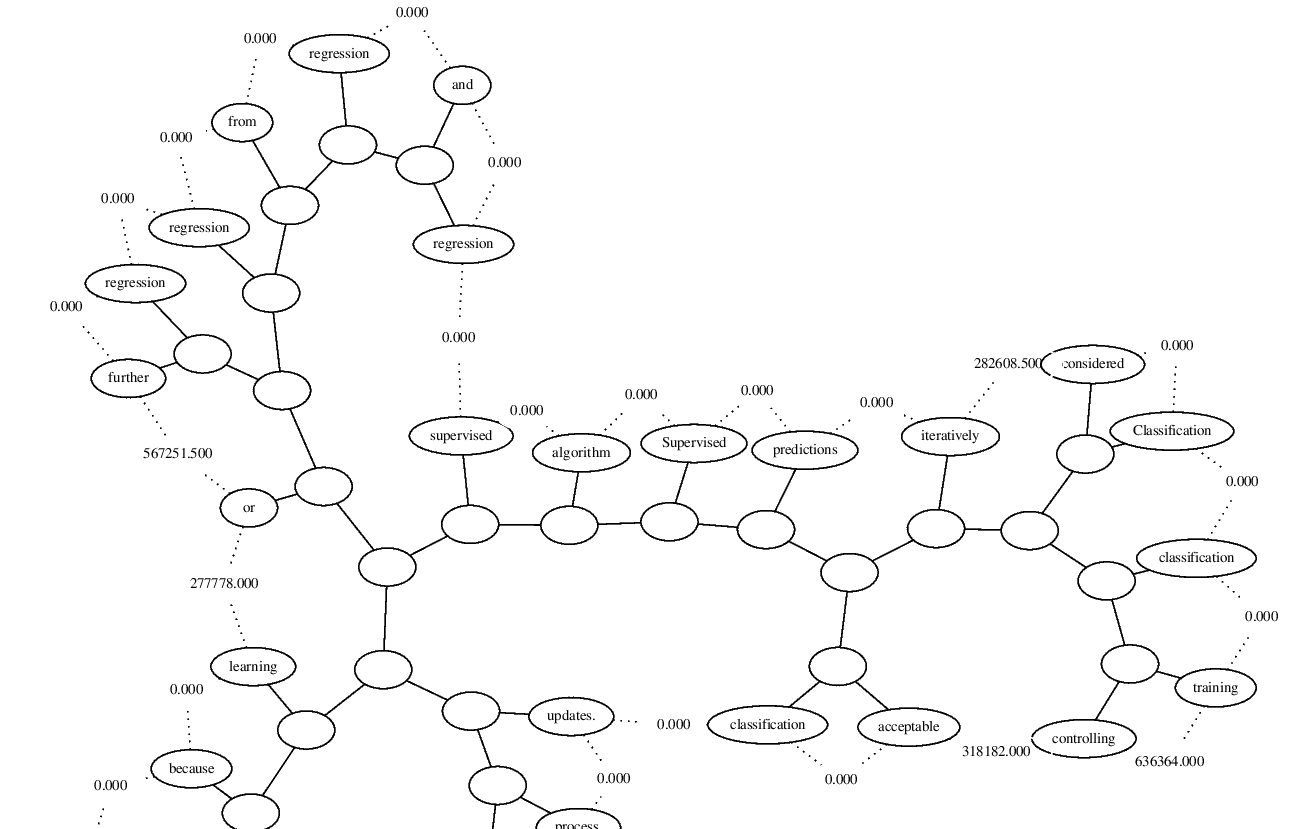 0.000
0.000
regression
and
from
0.000
0.000
0.000
regression
regression
regression
0.000
0.000
0.000
0.000
282608.500
considered
further
0.000
0.000
0.000
Classification
supervised
0.000
algorithm
Supervised
predictions
iteratively
567251.500
0.000
or
classification
277778.000
0.000
learning
0.000
training
updates.
0.000
classification
acceptable
318182.000
controlling
636364.000
because
0.000
0.000
0.000
process